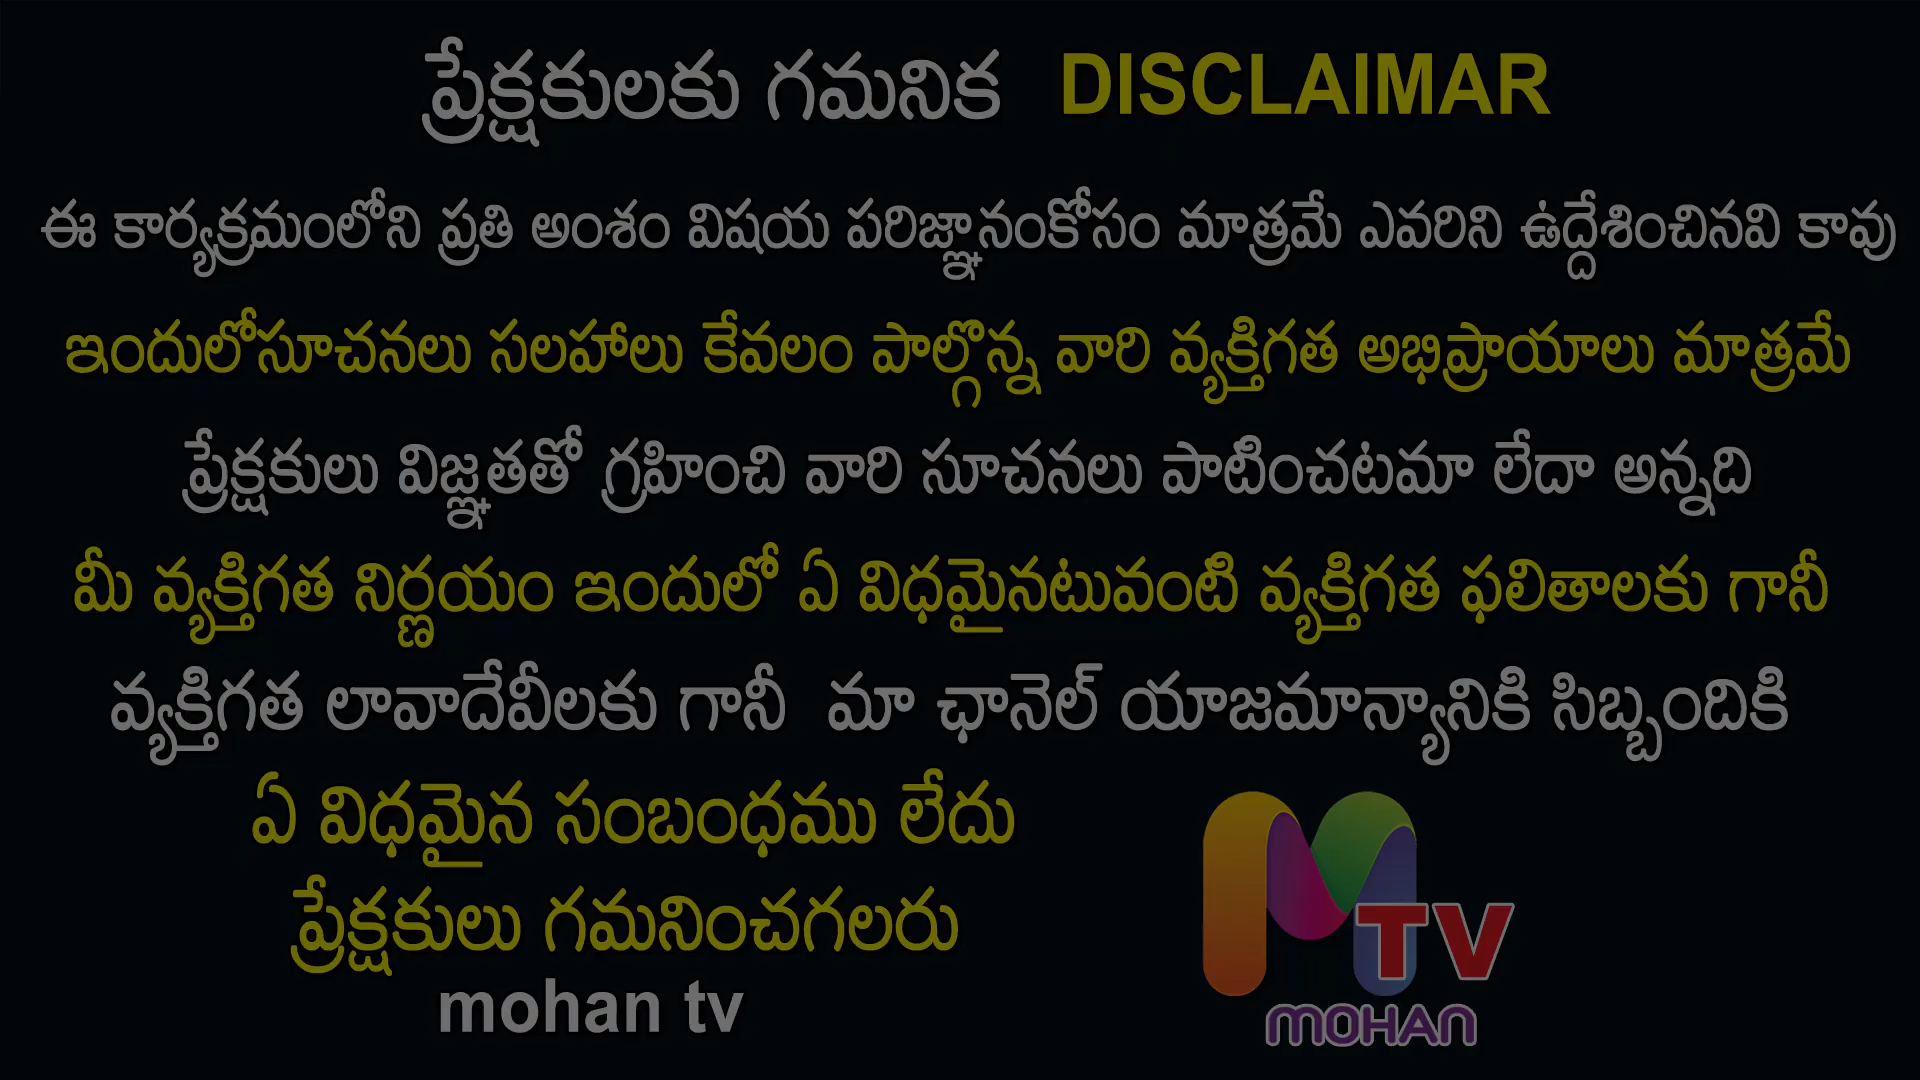 ప్రేక్షకులకు గమనిక DISCLAIMAR
ఈ కార్యక్రమంలోని ప్రతి అంశం విషయ పరిజ్ఞానంకోసం మాత్రమే ఎవరిని ఉద్దేశించినవి కావు
ఇందులోసూచనలు సలహాలు కేవలం పాల్గొన్న వారి వ్యక్తిగత అభిప్రాయాలు మాత్రమే
ప్రేక్షకులు విజ్ఞతతో గ్రహించి వారి సూచనలు పాటించటమా లేదా అన్నది
మీ వ్యక్తిగత నిర్ణయం ఇందులో ఏ విధమైనటువంటి వ్యక్తిగత ఫలితాలకు గానీ
వ్యక్తిగత లావాదేవీలకు గానీ మా ఛానెల్ యాజమాన్యానికి సిబ్బందికి
ఏ విధమైన సంబంధము లేదు
ప్రేక్షకులు గమనించగలరు
mohan tv
MTV
MOHAN